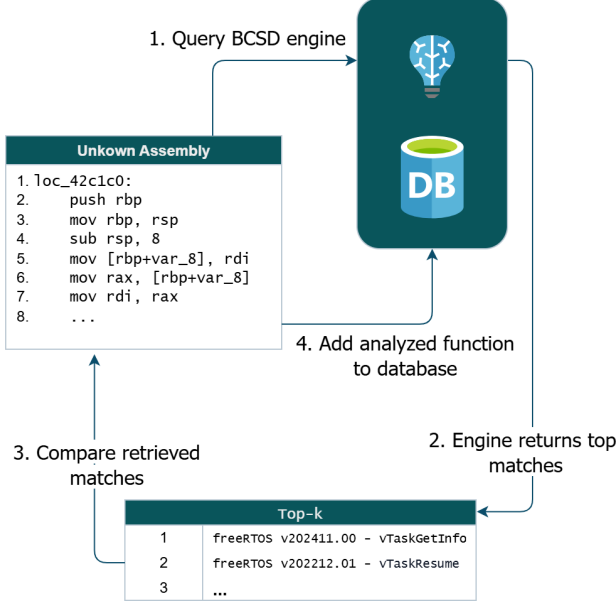 1. Query BCSD engine
DB
Unkown Assembly
1. loc_42c1c0:
2. push rbp
3. mov rbp, rsp
4. sub rsp, 8
5. mov [rbp+var_8], rdi
6. mov rax, [rbp+var_8]
7. mov rdi, rax
8. ...
4. Add analyzed function
to database
2. Engine returns top
matches
3. Compare retrieved
matches
Top-k
1 freeRTOS v202411.00 - vTaskGetInfo
2 freeRTOS v202212.01 - vTaskResume
3 ...